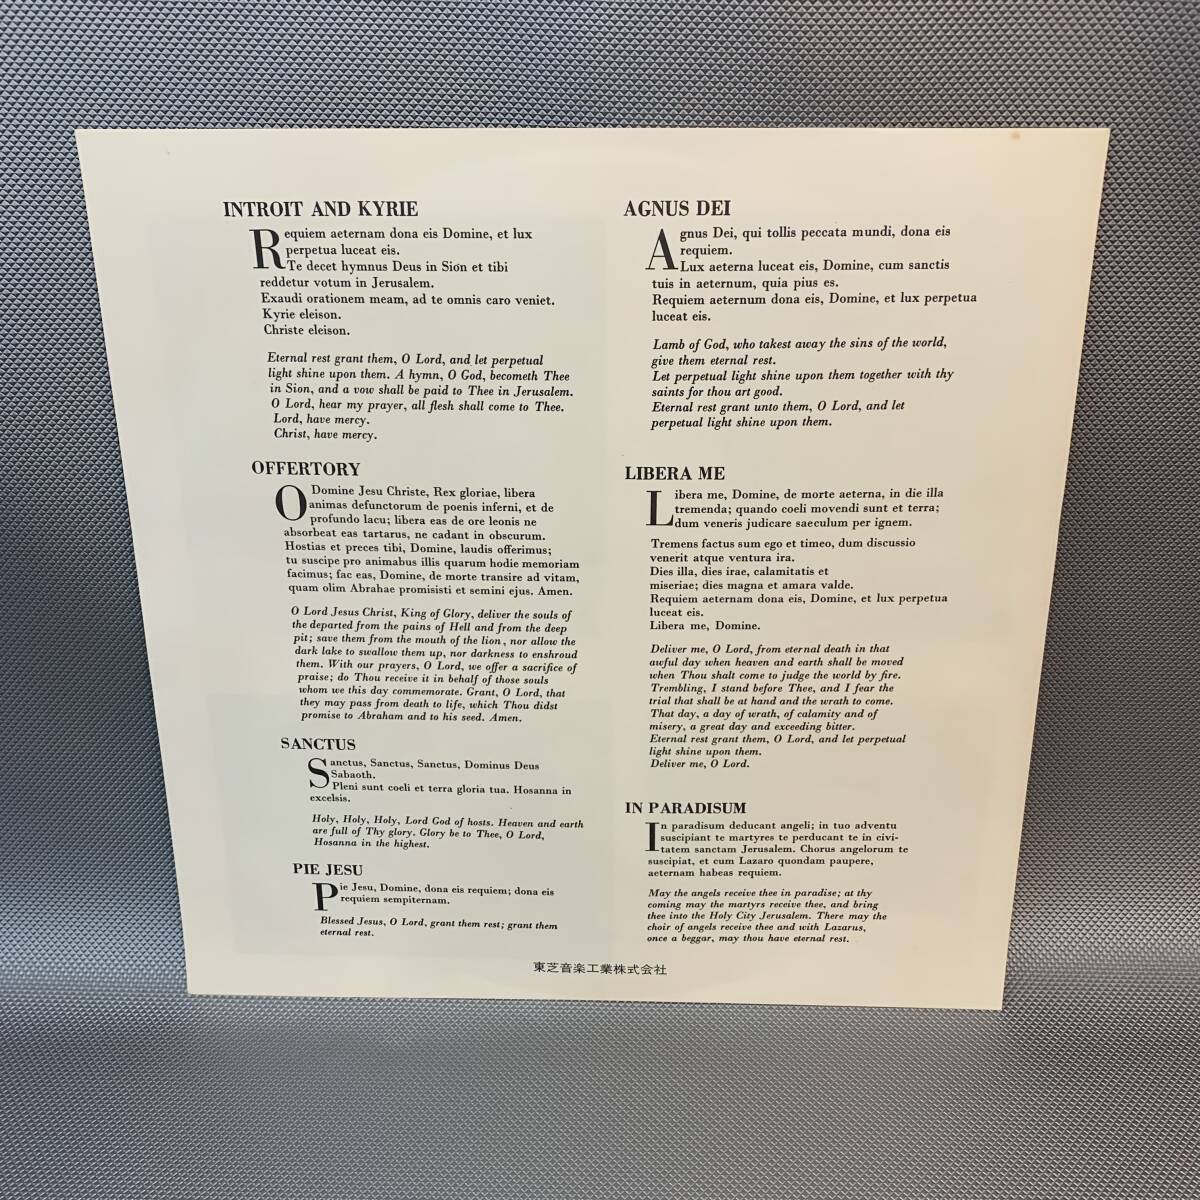 INTROIT AND KYRIE
Requiem aeternam dona eis Domine, et lux
perpetua luceat eis.
Te decet hymnus Deus in Sion et tibi
reddetur votum in Jerusalem.
Exaudi orationem meam, ad te omnis caro veniet.
Kyrie eleison.
Christe eleison.
Eternal rest grant them, O Lord, and let perpetual
light shine upon them. A hymn, O God, becometh Thee
in Sion, and a vow shall be paid to Thee in Jerusalem.
O Lord, hear my prayer, all flesh shall come to Thee.
Lord, have mercy.
Christ, have mercy.
OFFERTORY
O Domine Jesu Christe, Rex gloriae, libera
animas defunctorum de poenis inferni, et de
profundo lacu; libera eas de ore leonis ne
absorbeat eas tartarus, ne cadant in obscurum.
Hostias et preces tibi, Domine, laudis offerimus;
tu suscipe pro animabus illis quarum hodie memoriam
facimus; fac eas, Domine, de morte transire ad vitam,
quam olim Abrahae promisisti et semini ejus. Amen.
O Lord Jesus Christ, King of Glory, deliver the souls of
the departed from the pains of Hell and from the deep
pit; save them from the mouth of the lion, nor allow the
dark lake to swallow them up, nor darkness to enshroud
them. With our prayers, O Lord, we offer a sacrifice of
praise; do Thou receive it in behalf of those souls
whom we this day commemorate. Grant, O Lord, that
they may pass from death to life, which Thou didst
promise to Abraham and to his seed. Amen.
SANCTUS
Sanctus, Sanctus, Sanctus, Dominus Deus
Sabaoth.
Pleni sunt coeli et terra gloria tua. Hosanna in
excelsis.
Holy, Holy, Holy, Lord God of hosts. Heaven and earth
are full of Thy glory. Glory be to Thee, O Lord,
Hosanna in the highest.
PIE JESU
Pie Jesu, Domine, dona eis requiem; dona eis
requiem sempiternam.
Blessed Jesus, O Lord, grant them rest; grant them
eternal rest.
AGNUS DEI
Agnus Dei, qui tollis peccata mundi, dona eis
requiem.
Lux aeterna luceat eis, Domine, cum sanctis
tuis in aeternum, quia pius es.
Requiem aeternum dona eis, Domine, et lux perpetua
luceat eis.
Lamb of God, who takest away the sins of the world,
give them eternal rest.
Let perpetual light shine upon them together with thy
saints for thou art good.
Eternal rest grant unto them, O Lord, and let
perpetual light shine upon them.
LIBERA ME
Libera me, Domine, de morte aeterna, in die illa
tremenda; quando coeli movendi sunt et terra;
dum veneris judicare saeculum per ignem.
Tremens factus sum ego et timeo, dum discussio
venerit atque ventura ira.
Dies illa, dies irae, calamitatis et
miseriae; dies magna et amara valde.
Requiem aeternam dona eis, Domine, et lux perpetua
luceat eis.
Libera me, Domine.
Deliver me, O Lord, from eternal death in that
awful day when heaven and earth shall be moved
when Thou shalt come to judge the world by fire.
Trembling, I stand before Thee, and I fear the
trial that shall be at hand and the wrath to come.
That day, a day of wrath, of calamity and of
misery, a great day and exceeding bitter.
Eternal rest grant them, O Lord, and let perpetual
light shine upon them.
Deliver me, O Lord.
IN PARADISUM
In paradisum deducant angeli; in tuo adventu
suscipiant te martyres te perducant te in civi-
tatem sanctam Jerusalem. Chorus angelorum te
suscipiat, et cum Lazaro quondam paupere,
aeternam habeas requiem.
May the angels receive thee in paradise; at thy
coming may the martyrs receive thee, and bring
thee into the Holy City Jerusalem. There may the
choir of angels receive thee and with Lazarus,
once a beggar, may thou have eternal rest.
東芝音楽工業株式会社